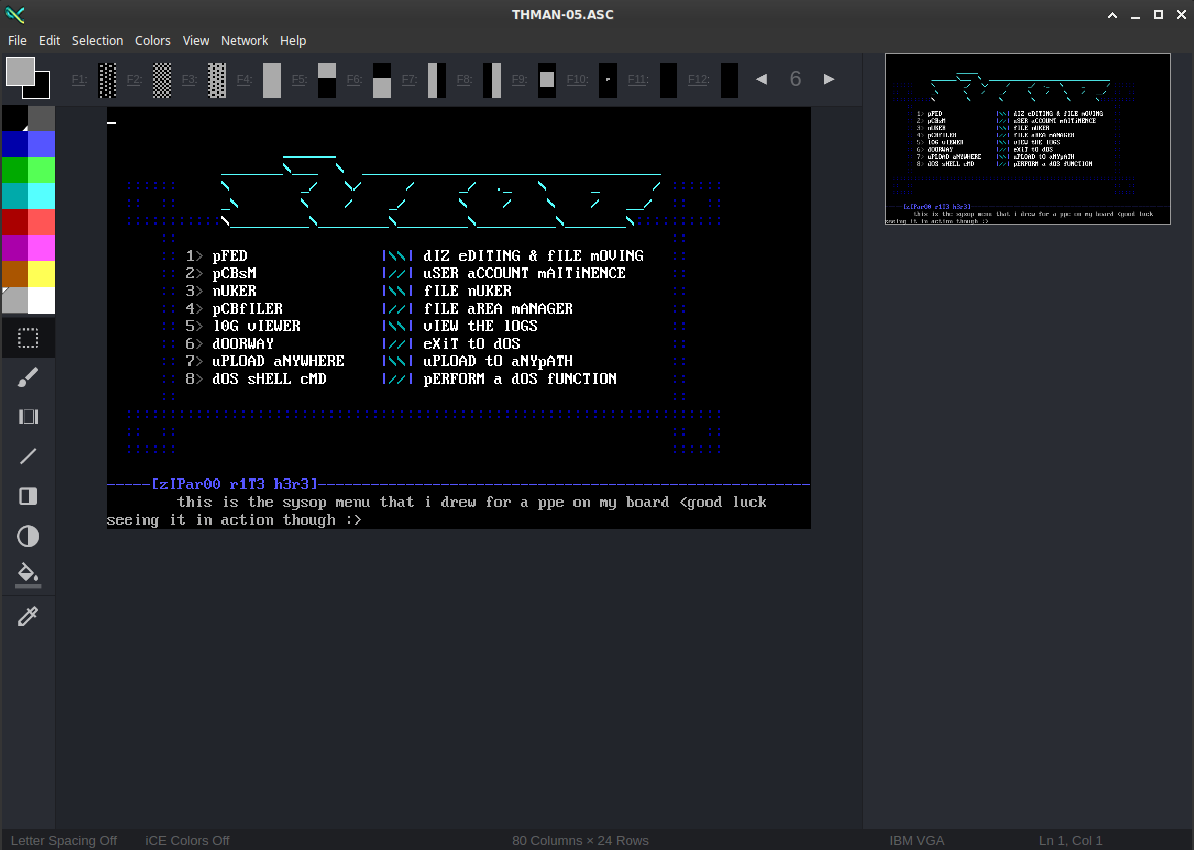 THMAN-05.ASC
File Edit Selection Colors View Network Help
F1: F2: F3: F4: F5: F6: F7: F8: F9: F10: F11: F12: 6
1> pFED |\\| dIZ eDITING & fILE mOVING
2> pCBsM |//| uSER aCCOUNT mAITiNENCE
3> nUKER |\\| fILE nUKER
4> pCBfILER |//| fILE aREA mANAGER
5> lOG vIEWER |\\| vIEW tHE lOGS
6> dOORWAY |//| eXiT tO dOS
7> uPLOAD aNYWHERE |\\| uPLOAD tO aNYpATH
8> dOS sHELL cMD |//| pERFORM a dOS fUNCTION
-----[z!Par00 r1T3 h3r3]--------------------------------------------------------
this is the sysop menu that i drew for a ppe on my board <good luck
seeing it in action though :>
Letter Spacing Off iCE Colors Off 80 Columns × 24 Rows IBM VGA Ln 1, Col 1